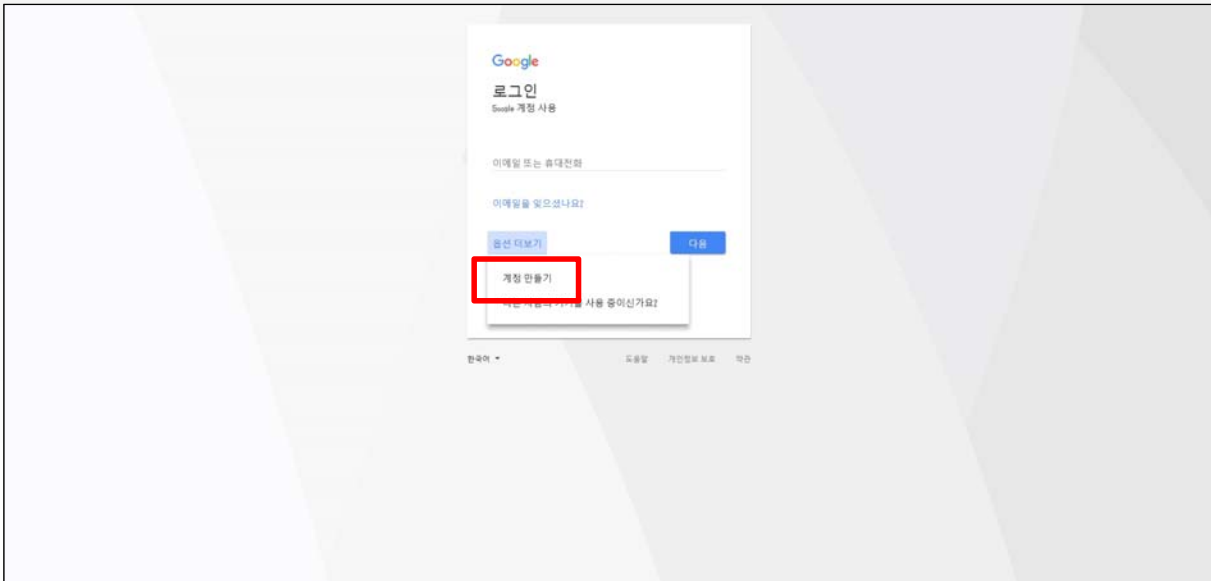 Google
로그인
Google 계정 사용
이메일 또는 휴대전화
이메일을 잊으셨나요?
옵션 더보기
다음
계정 만들기
사용 중이신가요?
한국어
도움말
개인정보 보호
약관